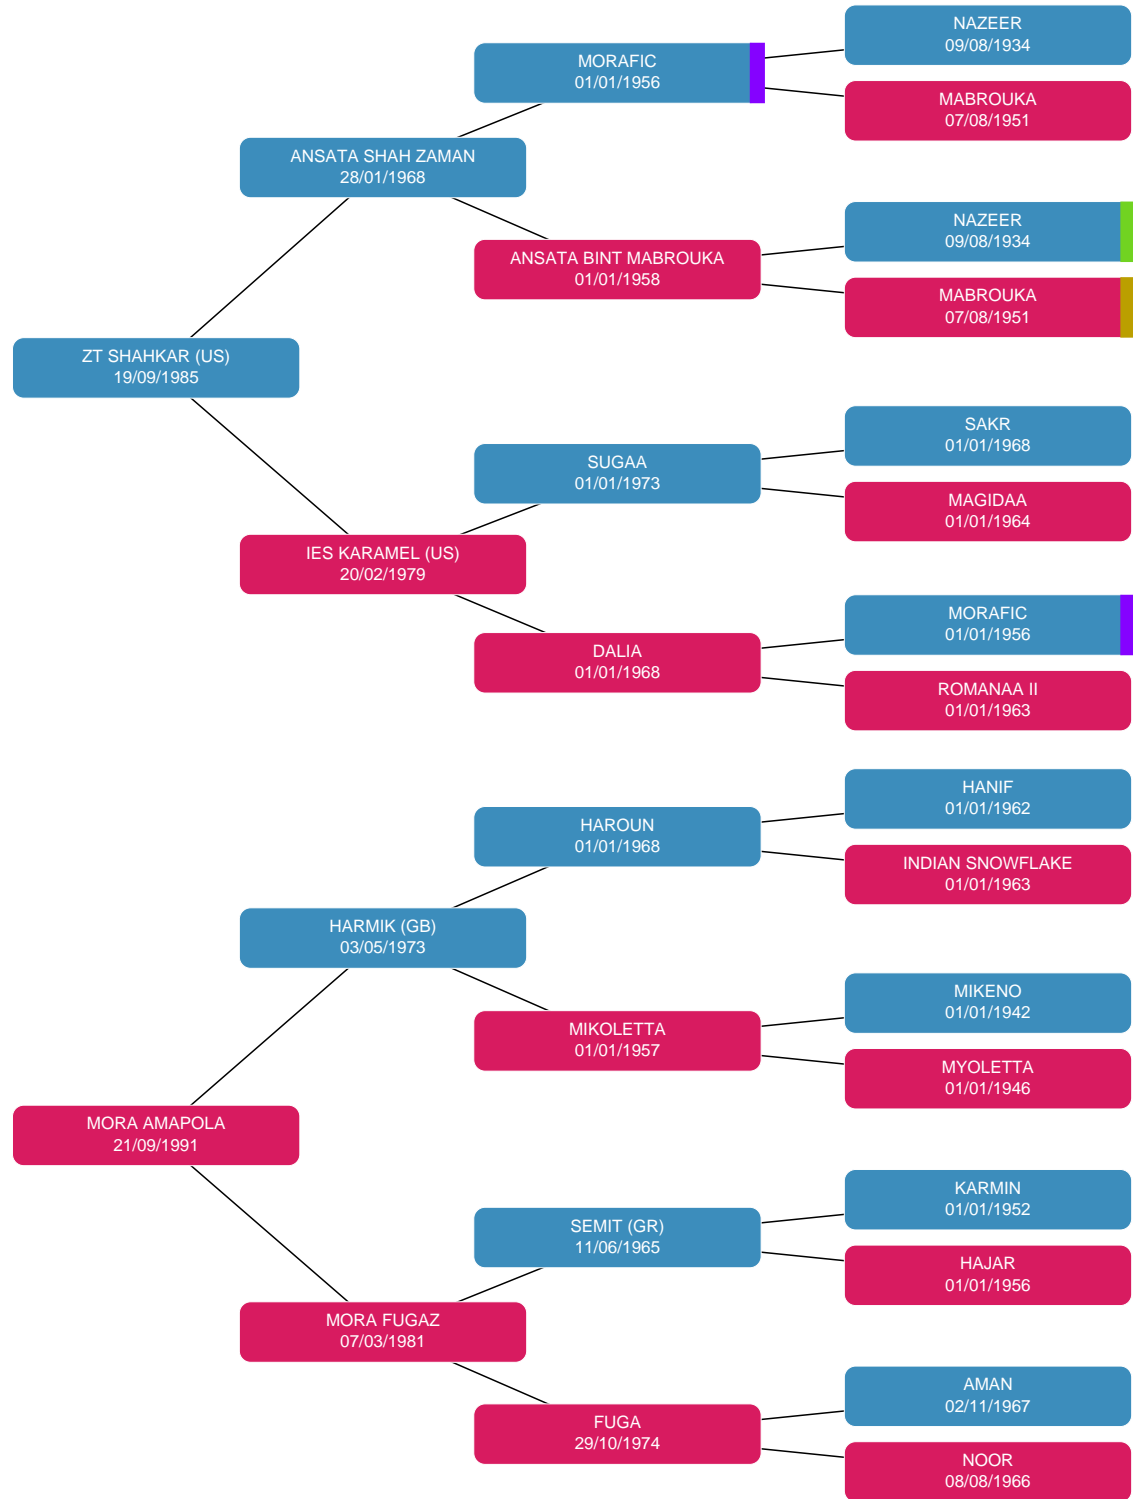 NAZEER
09/08/1934
MORAFIC
01/01/1956
MABROUKA
07/08/1951
ANSATA SHAH ZAMAN
28/01/1968
NAZEER
09/08/1934
ANSATA BINT MABROUKA
01/01/1958
MABROUKA
07/08/1951
ZT SHAHKAR (US)
19/09/1985
SAKR
01/01/1968
SUGAA
01/01/1973
MAGIDAA
01/01/1964
IES KARAMEL (US)
20/02/1979
MORAFIC
01/01/1956
DALIA
01/01/1968
ROMANAA II
01/01/1963
HANIF
01/01/1962
HAROUN
01/01/1968
INDIAN SNOWFLAKE
01/01/1963
HARMIK (GB)
03/05/1973
MIKENO
01/01/1942
MIKOLETTA
01/01/1957
MYOLETTA
01/01/1946
MORA AMAPOLA
21/09/1991
KARMIN
01/01/1952
SEMIT (GR)
11/06/1965
HAJAR
01/01/1956
MORA FUGAZ
07/03/1981
AMAN
02/11/1967
FUGA
29/10/1974
NOOR
08/08/1966